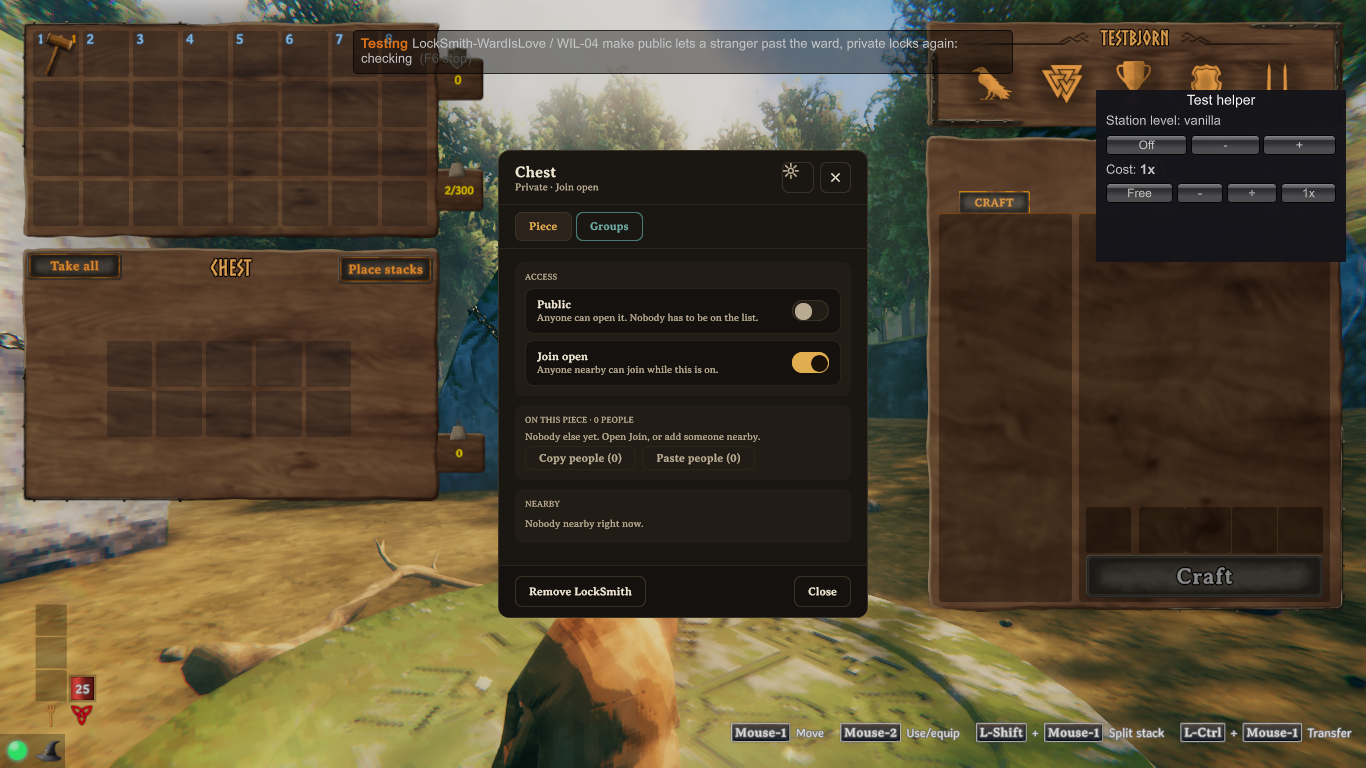 1 2 3 4 5 6 7 8
Testing LockSmith-WardIsLove / WIL-04 make public lets a stranger past the ward, private locks again:
checking (F6 stop)
0
2/300
Take all
CHEST
Place stacks
0
25
Chest
Private · Join open
Piece
Groups
ACCESS
Public
Anyone can open it. Nobody has to be on the list.
Join open
Anyone nearby can join while this is on.
ON THIS PIECE · 0 PEOPLE
Nobody else yet. Open Join, or add someone nearby.
Copy people (0)
Paste people (0)
NEARBY
Nobody nearby right now.
Remove LockSmith
Close
TESTBJORN
Test helper
Station level: vanilla
Off - +
Cost: 1x
Free - + 1x
CRAFT
Craft
Mouse-1 Move Mouse-2 Use/equip L-Shift + Mouse-1 Split stack L-Ctrl + Mouse-1 Transfer